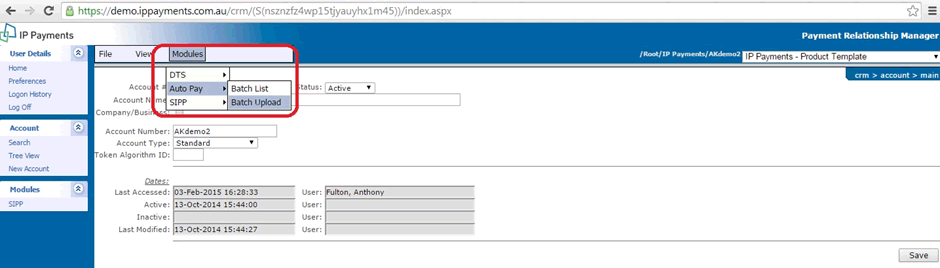 https://demo.ippayments.com.au/crm/(S(nsznzfz4wp15tjyauyhx1m45))/index.aspx
IP Payments
Payment Relationship Manager
User Details
File View Modules
/Root/IP Payments/AKdemo2 IP Payments - Product Template
Home
Preferences
Logon History
Log Off
DTS
Auto Pay
SIPP
Batch List
Batch Upload
crm > account > main
Account #
Status: Active
Account Name
Company/Business
Account
Search
Tree View
New Account
Account Number: AKdemo2
Account Type: Standard
Token Algorithm ID:
Modules
SIPP
Dates:
Last Accessed: 03-Feb-2015 16:28:33 User: Fulton, Anthony
Active: 13-Oct-2014 15:44:00 User:
Inactive: User:
Last Modified: 13-Oct-2014 15:44:27 User:
Save